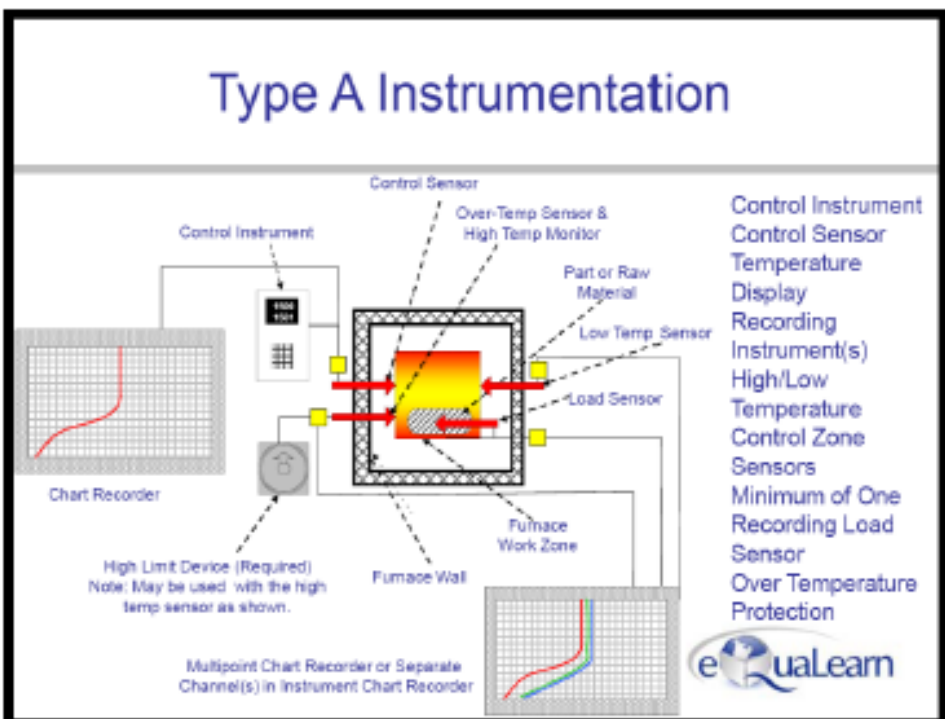 Type A Instrumentation
Control Sensor
Over-Temp Sensor &
High Temp Monitor
Control Instrument
Part or Raw
Material
Low Temp Sensor
Load Sensor
Chart Recorder
Furnace
Work Zone
High Limit Device (Required)
Note: May be used with the high
temp sensor as shown.
Furnace Wall
Multipoint Chart Recorder or Separate
Channel(s) in Instrument Chart Recorder
Control Instrument
Control Sensor
Temperature
Display
Recording
Instrument(s)
High/Low
Temperature
Control Zone
Sensors
Minimum of One
Recording Load
Sensor
Over Temperature
Protection
eQuaLearn